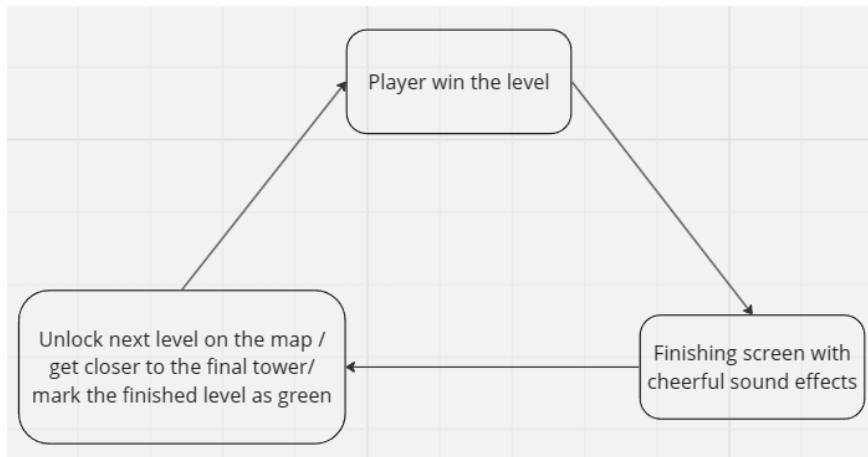 Player win the level
Unlock next level on the map /
get closer to the final tower/
mark the finished level as green
Finishing screen with
cheerful sound effects